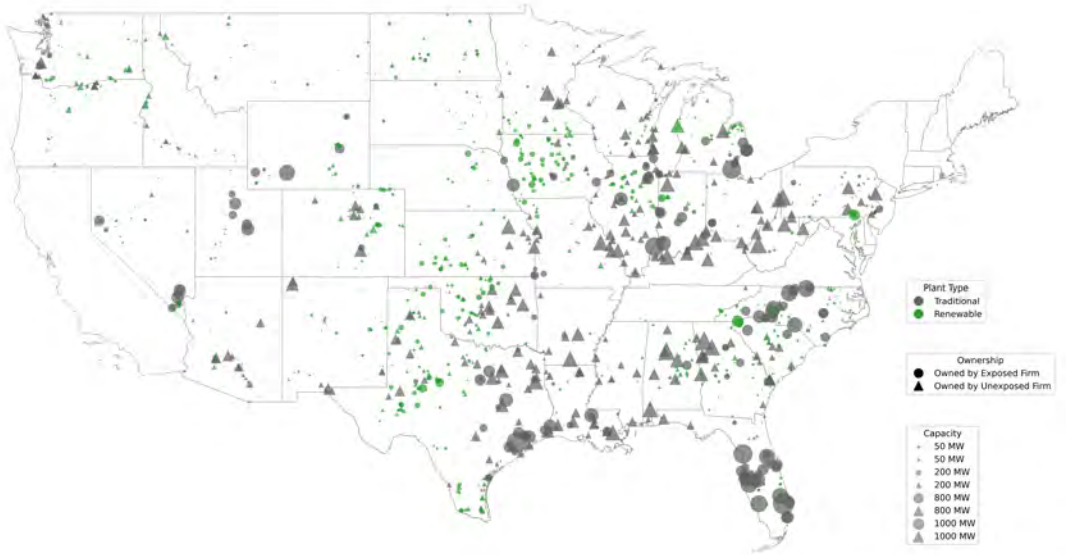 Plant Type
Traditional
Renewable
Ownership
Owned by Exposed Firm
Owned by Unexposed Firm
Capacity
50 MW
50 MW
200 MW
200 MW
800 MW
800 MW
1000 MW
1000 MW